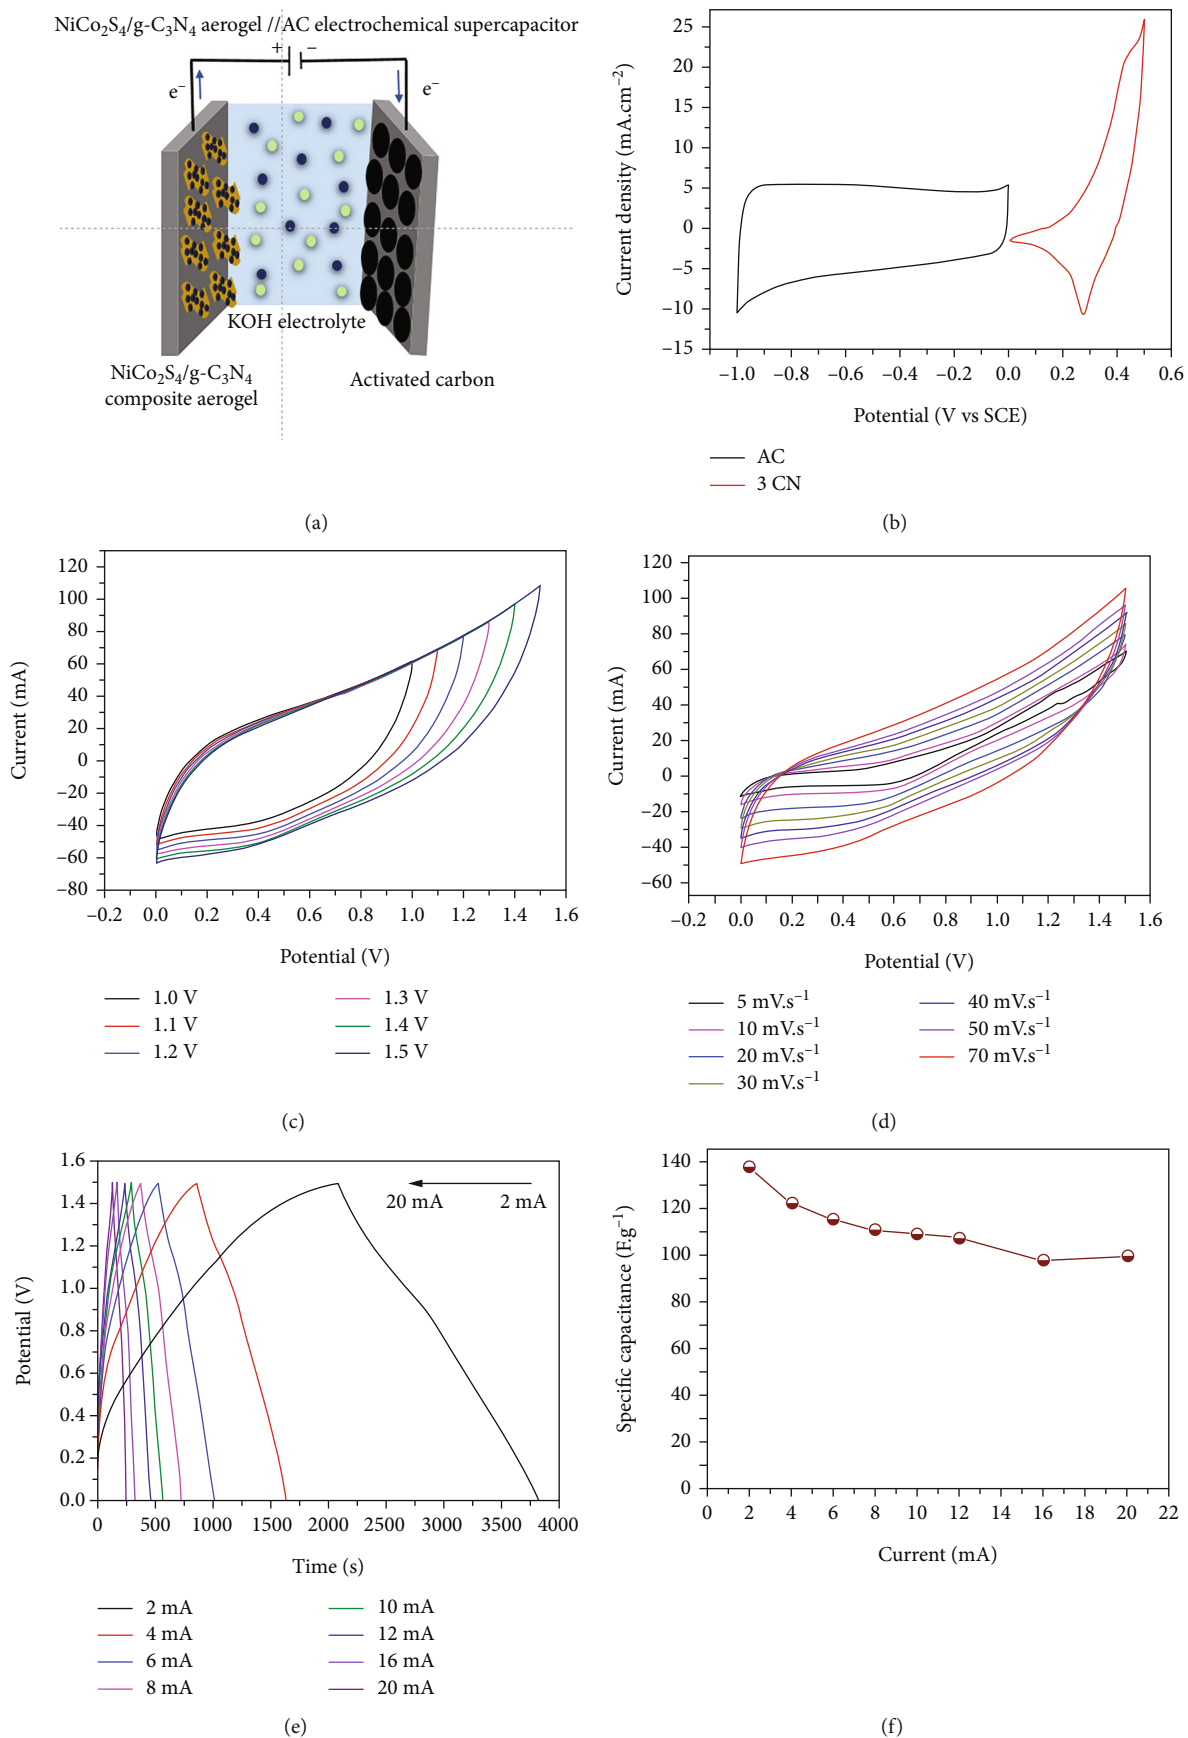 NiCo₂S₄/g-C₃N₄ aerogel //AC electrochemical supercapacitor
+ −
e⁻ e⁻
KOH electrolyte
NiCo₂S₄/g-C₃N₄
composite aerogel
Activated carbon
(a)
Current density (mA.cm⁻²)
25
20
15
10
5
0
−5
−10
−15
−1.0 −0.8 −0.6 −0.4 −0.2 0.0 0.2 0.4 0.6
Potential (V vs SCE)
AC
3 CN
(b)
Current (mA)
120
100
80
60
40
20
0
−20
−40
−60
−80
−0.2 0.0 0.2 0.4 0.6 0.8 1.0 1.2 1.4 1.6
Potential (V)
1.0 V 1.3 V
1.1 V 1.4 V
1.2 V 1.5 V
(c)
Current (mA)
120
100
80
60
40
20
0
−20
−40
−60
−0.2 0.0 0.2 0.4 0.6 0.8 1.0 1.2 1.4 1.6
Potential (V)
5 mV.s⁻¹ 40 mV.s⁻¹
10 mV.s⁻¹ 50 mV.s⁻¹
20 mV.s⁻¹ 70 mV.s⁻¹
30 mV.s⁻¹
(d)
Potential (V)
1.6
1.4
1.2
1.0
0.8
0.6
0.4
0.2
0.0
20 mA 2 mA
0 500 1000 1500 2000 2500 3000 3500 4000
Time (s)
2 mA 10 mA
4 mA 12 mA
6 mA 16 mA
8 mA 20 mA
(e)
Specific capacitance (F.g⁻¹)
140
120
100
80
60
40
20
0
0 2 4 6 8 10 12 14 16 18 20 22
Current (mA)
(f)